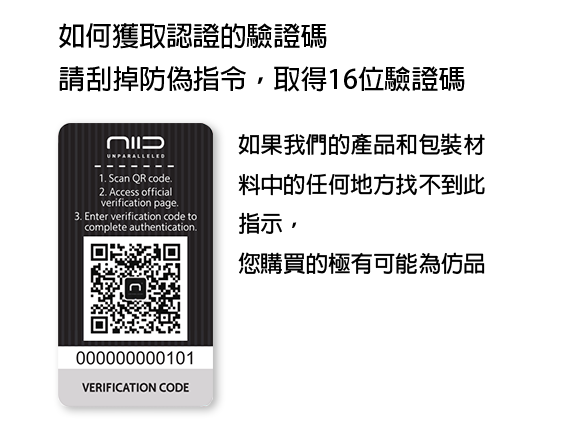 如何獲取認證的驗證碼
請刮掉防偽指令，取得16位驗證碼
NIID
UNPARALLELED
1. Scan QR code.
2. Access official
verification page.
3. Enter verification code to
complete authentication.
000000000101
VERIFICATION CODE
如果我們的產品和包裝材
料中的任何地方找不到此
指示，
您購買的極有可能為仿品